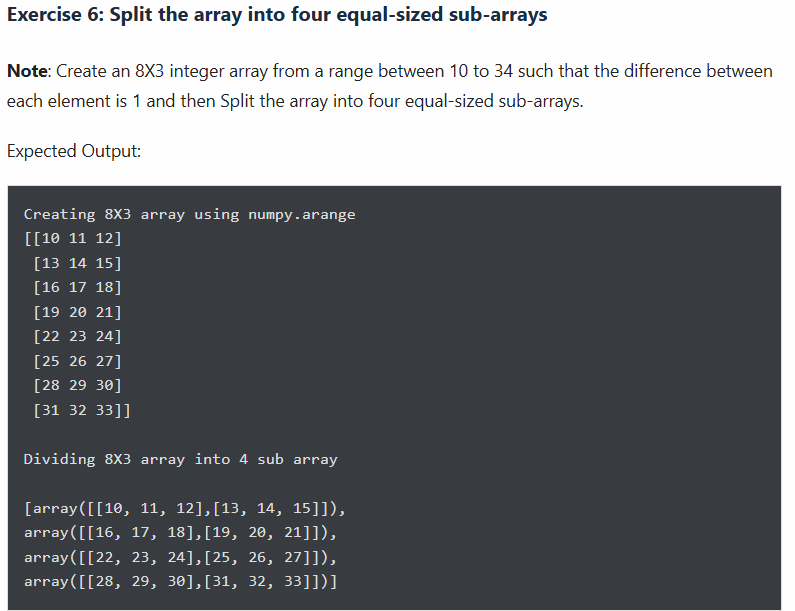 Exercise 6: Split the array into four equal-sized sub-arrays
Note: Create an 8X3 integer array from a range between 10 to 34 such that the difference between
each element is 1 and then Split the array into four equal-sized sub-arrays.
Expected Output:
Creating 8X3 array using numpy.arange
[[10 11 12]
 [13 14 15]
 [16 17 18]
 [19 20 21]
 [22 23 24]
 [25 26 27]
 [28 29 30]
 [31 32 33]]
Dividing 8X3 array into 4 sub array
[array([[10, 11, 12],[13, 14, 15]]),
array([[16, 17, 18],[19, 20, 21]]),
array([[22, 23, 24],[25, 26, 27]]),
array([[28, 29, 30],[31, 32, 33]])]